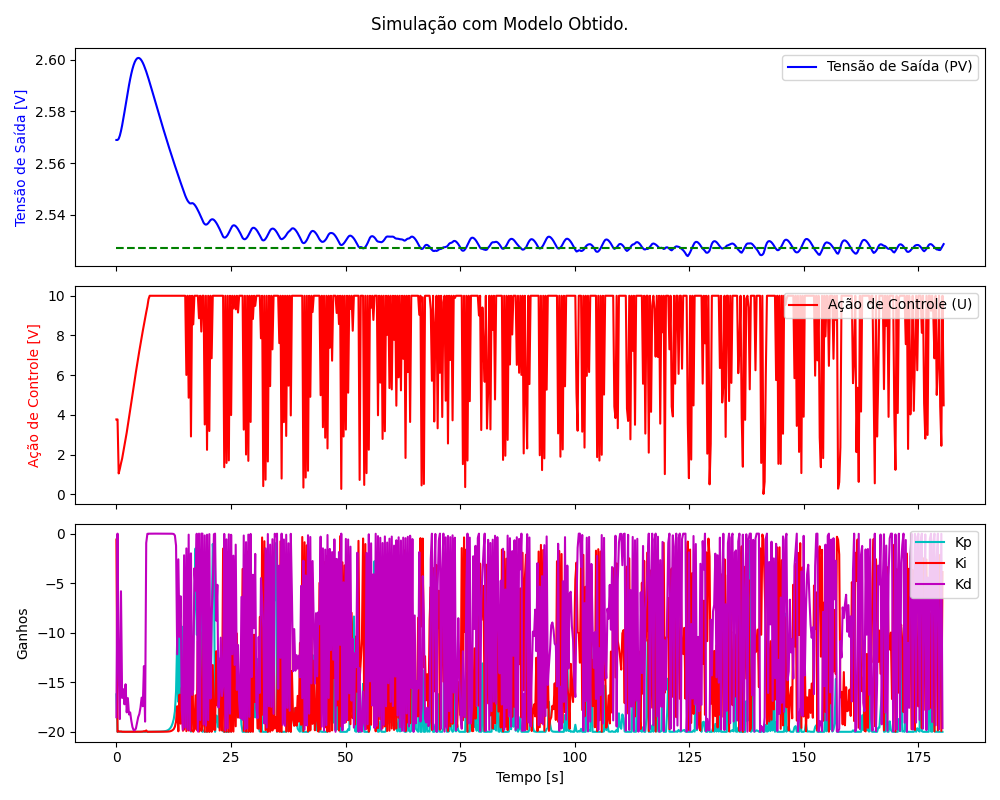 Simulação com Modelo Obtido.
Tensão de Saída [V]
2.60
2.58
2.56
2.54
Tensão de Saída (PV)
Ação de Controle [V]
10
8
6
4
2
0
Ação de Controle (U)
Ganhos
0
−5
−10
−15
−20
Kp
Ki
Kd
0 25 50 75 100 125 150 175
Tempo [s]